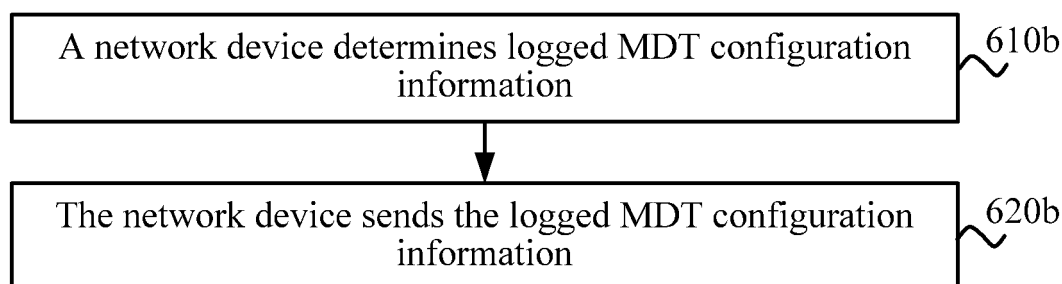 A network device determines logged MDT configuration
information
610b
The network device sends the logged MDT configuration
information
620b